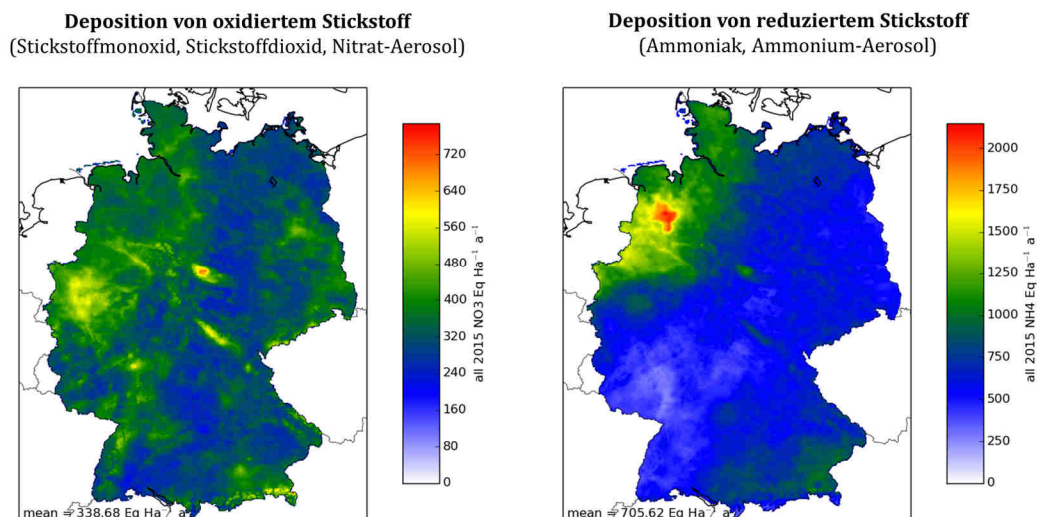 Deposition von oxidiertem Stickstoff
(Stickstoffmonoxid, Stickstoffdioxid, Nitrat-Aerosol)
720
640
560
480
400
320
240
160
80
0
all 2015 NO3 Eq Ha⁻¹ a⁻¹
mean = 338.68 Eq Ha a
Deposition von reduziertem Stickstoff
(Ammoniak, Ammonium-Aerosol)
2000
1750
1500
1250
1000
750
500
250
0
all 2015 NH4 Eq Ha⁻¹ a⁻¹
mean = 705.62 Eq Ha a